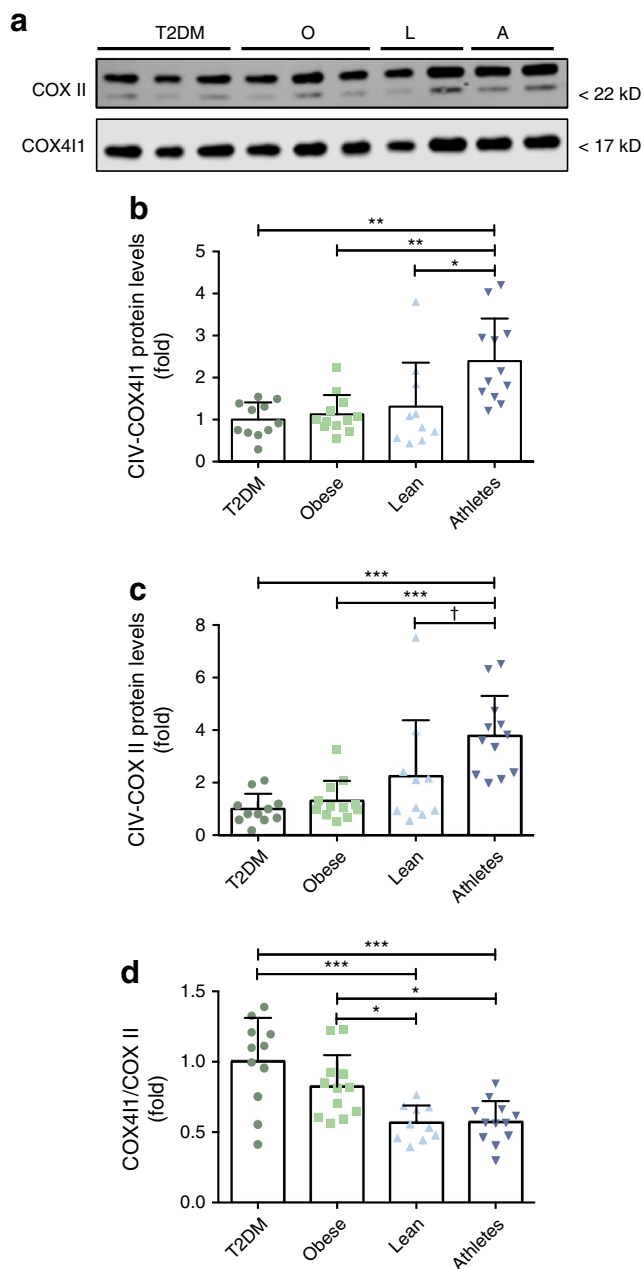 a
T2DM O L A
COX II
< 22 kD
COX4I1
< 17 kD
b
**
**
*
CIV-COX4I1 protein levels
(fold)
5
4
3
2
1
0
T2DM
Obese
Lean
Athletes
c
***
***
†
CIV-COX II protein levels
(fold)
8
6
4
2
0
T2DM
Obese
Lean
Athletes
d
***
***
*
*
COX4I1/COX II
(fold)
1.5
1.0
0.5
0.0
T2DM
Obese
Lean
Athletes